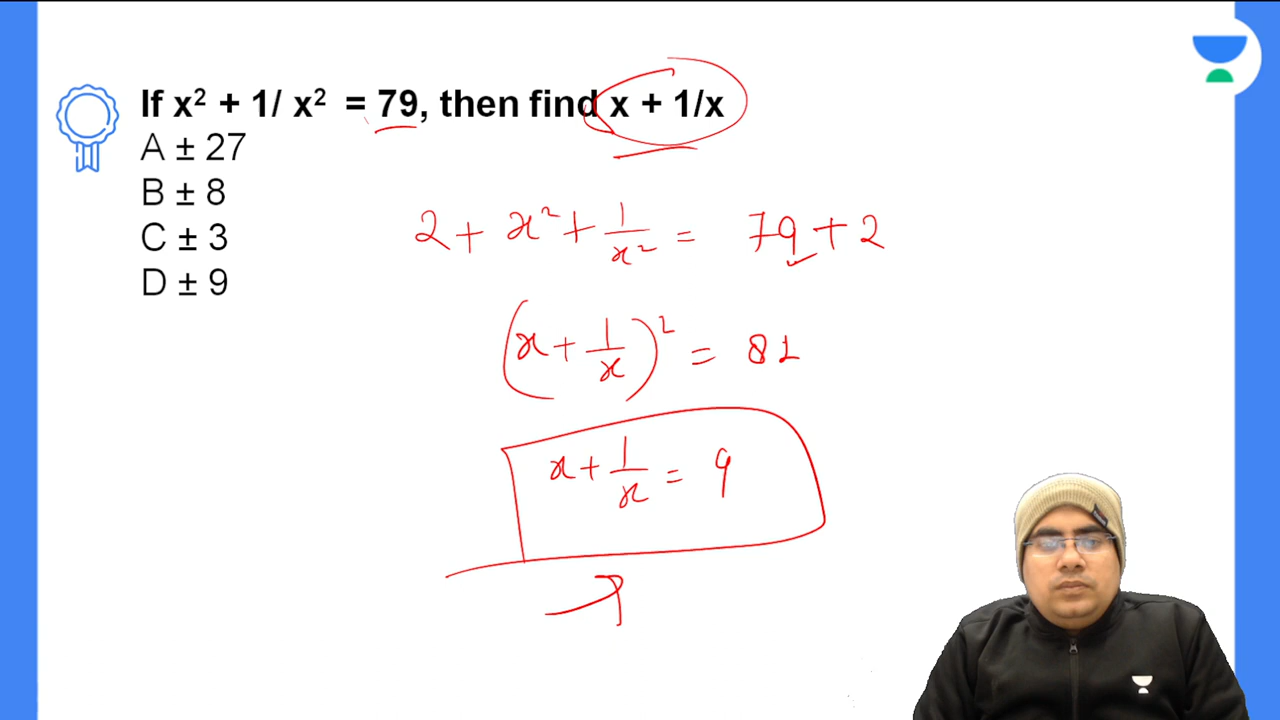 If x² + 1/ x² = 79, then find x + 1/x
A ± 27
B ± 8
C ± 3
D ± 9
2 + x² + 1/x² = 79 + 2
(x + 1/x)² = 81
x + 1/x = 9